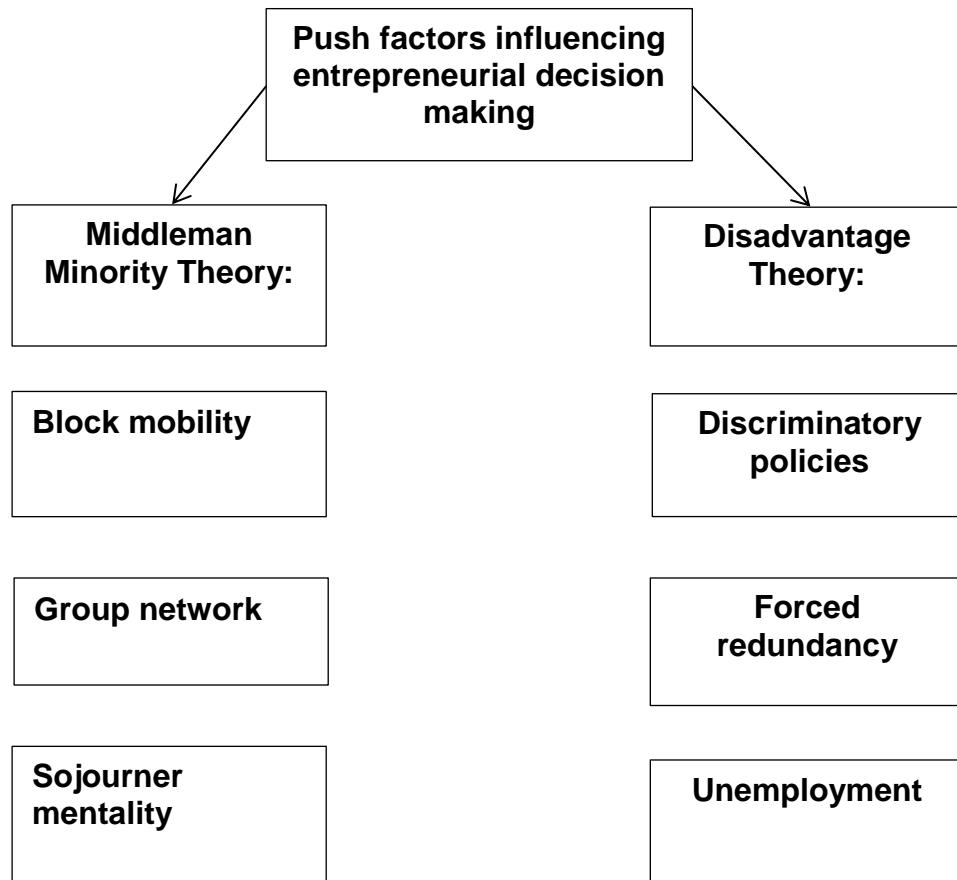 Push factors influencing
entrepreneurial decision
making
Middleman
Minority Theory:
Disadvantage
Theory:
Block mobility
Discriminatory
policies
Group network
Forced
redundancy
Sojourner
mentality
Unemployment